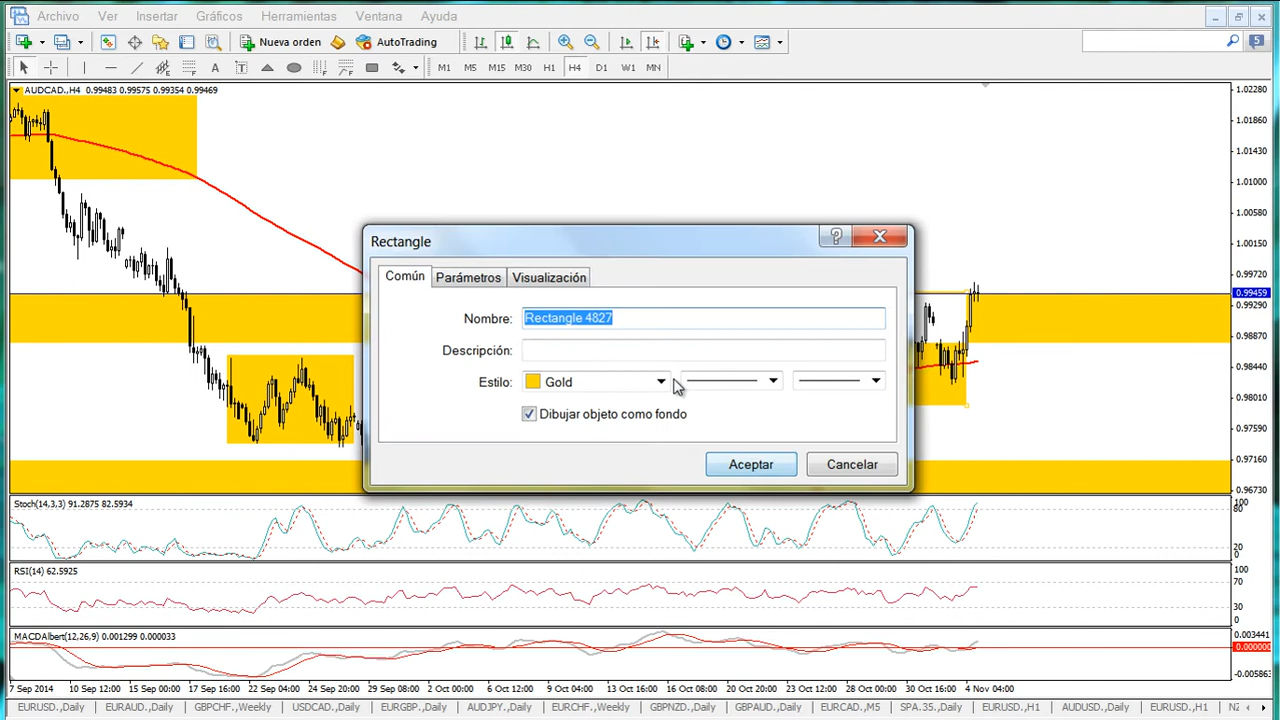 Archivo Ver Insertar Gráficos Herramientas Ventana Ayuda
Nueva orden AutoTrading 5
A T M1 M5 M15 M30 H1 H4 D1 W1 MN
AUDCAD.,H4 0.99483 0.99575 0.99354 0.99469
1.02280
1.01860
1.01430
1.01000
1.00580
1.00150
0.99720
0.99459
0.99290
0.98870
0.98440
0.98010
0.97590
0.97160
0.96730
Rectangle
Común Parámetros Visualización
Nombre: Rectangle 4827
Descripción:
Estilo: Gold
Dibujar objeto como fondo
Aceptar Cancelar
Stoch(14,3,3) 91.2875 82.5934
100
80
20
0
RSI(14) 62.5925
100
70
30
0
MACDAlbert(12,26,9) 0.001299 0.000033
0.003441
0.000000
-0.005863
7 Sep 2014 10 Sep 12:00 15 Sep 00:00 17 Sep 16:00 22 Sep 04:00 24 Sep 20:00 29 Sep 08:00 2 Oct 00:00 6 Oct 12:00 9 Oct 04:00 13 Oct 16:00 16 Oct 08:00 20 Oct 20:00 23 Oct 12:00 28 Oct 00:00 30 Oct 16:00 4 Nov 04:00
EURUSD.,Daily EURAUD.,Daily GBPCHF.,Weekly USDCAD.,Daily EURGBP.,Daily AUDJPY.,Daily EURCHF.,Weekly GBPNZD.,Daily GBPAUD.,Daily EURCAD.,M5 SPA.35.,Daily EURUSD.,H1 AUDUSD.,Daily EURUSD.,H1 NZ